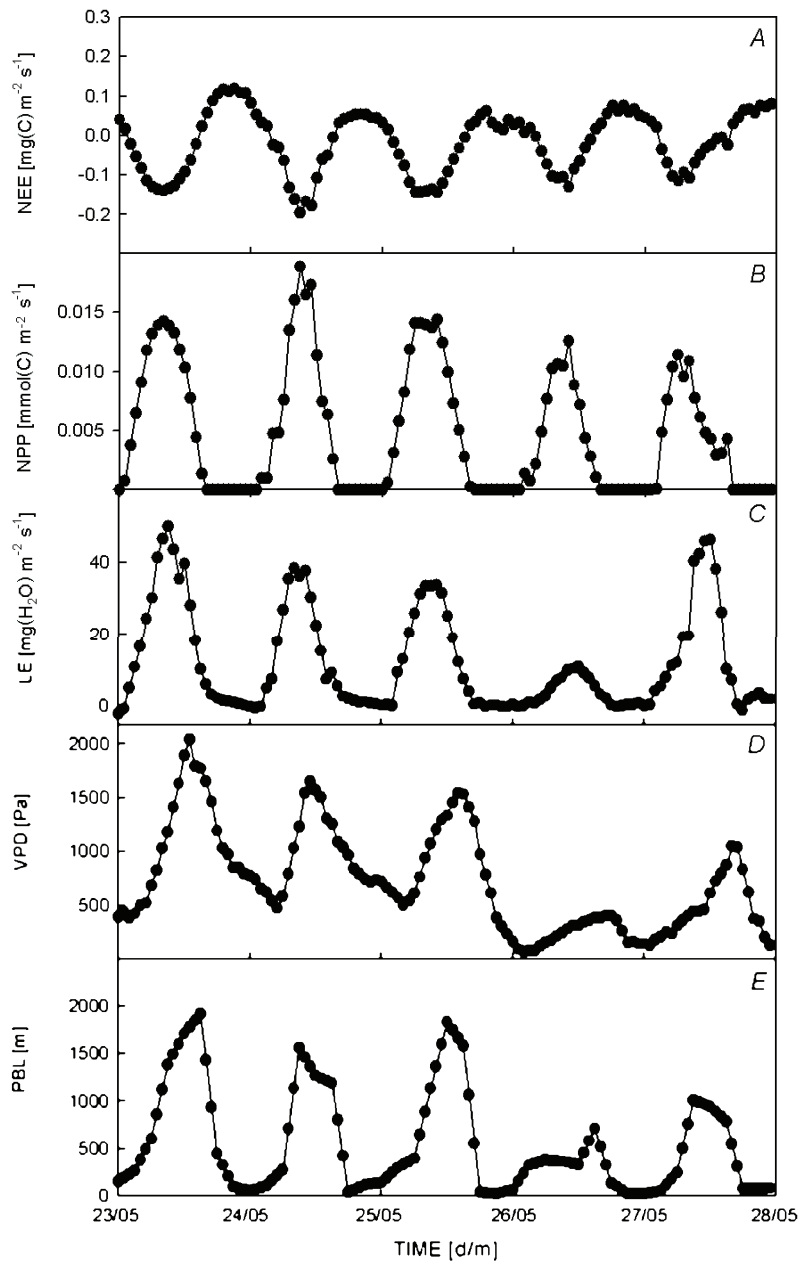 A
NEE [mg(C) m⁻² s⁻¹]
0.3
0.2
0.1
0.0
-0.1
-0.2
B
NPP [mmol(C) m⁻² s⁻¹]
0.015
0.010
0.005
C
LE [mg(H₂O) m⁻² s⁻¹]
40
20
0
D
VPD [Pa]
2000
1500
1000
500
E
PBL [m]
2000
1500
1000
500
0
23/05 24/05 25/05 26/05 27/05 28/05
TIME [d/m]